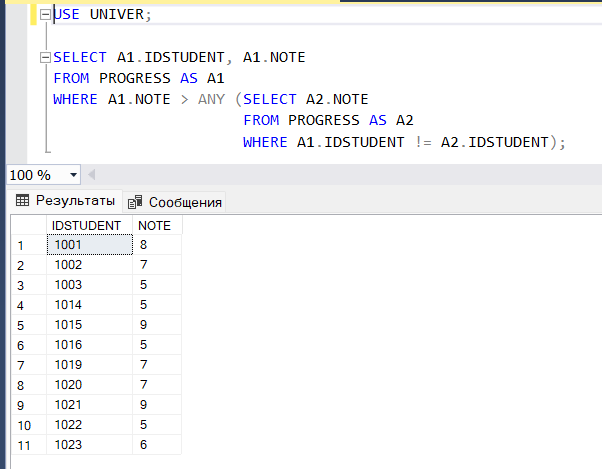 USE UNIVER;
SELECT A1.IDSTUDENT, A1.NOTE
FROM PROGRESS AS A1
WHERE A1.NOTE > ANY (SELECT A2.NOTE
FROM PROGRESS AS A2
WHERE A1.IDSTUDENT != A2.IDSTUDENT);
100 %
Результаты Сообщения
IDSTUDENT NOTE
1 1001 8
2 1002 7
3 1003 5
4 1014 5
5 1015 9
6 1016 5
7 1019 7
8 1020 7
9 1021 9
10 1022 5
11 1023 6